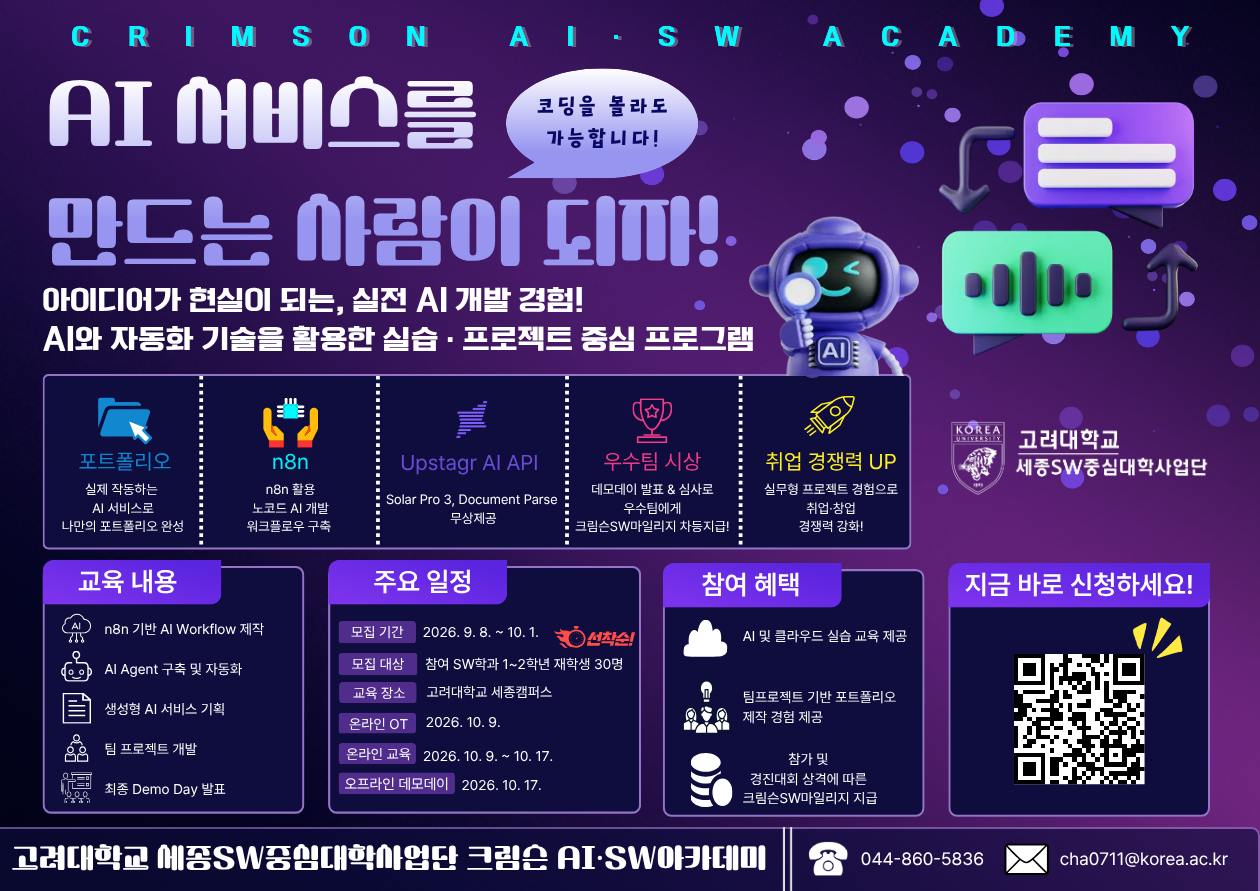 CRIMSON AI·SW ACADEMY
AI 서비스를
코딩을 몰라도
가능합니다!
만드는 사람이 되자!
아이디어가 현실이 되는, 실전 AI 개발 경험!
AI와 자동화 기술을 활용한 실습 · 프로젝트 중심 프로그램
AI
포트폴리오
실제 작동하는
AI 서비스로
나만의 포트폴리오 완성
n8n
n8n 활용
노코드 AI 개발
워크플로우 구축
Upstagr AI API
Solar Pro 3, Document Parse
무상제공
우수팀 시상
데모데이 발표 & 심사로
우수팀에게
크림슨SW마일리지 차등지급!
취업 경쟁력 UP
실무형 프로젝트 경험으로
취업·창업
경쟁력 강화!
KOREA
UNIVERSITY
고려대학교
세종SW중심대학사업단
교육 내용
AI
n8n 기반 AI Workflow 제작
AI Agent 구축 및 자동화
생성형 AI 서비스 기획
팀 프로젝트 개발
최종 Demo Day 발표
주요 일정
모집 기간 2026. 9. 8. ~ 10. 1. 선착순!
모집 대상 참여 SW학과 1~2학년 재학생 30명
교육 장소 고려대학교 세종캠퍼스
온라인 OT 2026. 10. 9.
온라인 교육 2026. 10. 9. ~ 10. 17.
오프라인 데모데이 2026. 10. 17.
참여 혜택
AI 및 클라우드 실습 교육 제공
팀프로젝트 기반 포트폴리오
제작 경험 제공
참가 및
경진대회 상격에 따른
크림슨SW마일리지 지급
지금 바로 신청하세요!
고려대학교 세종SW중심대학사업단 크림슨 AI·SW아카데미
044-860-5836
cha0711@korea.ac.kr